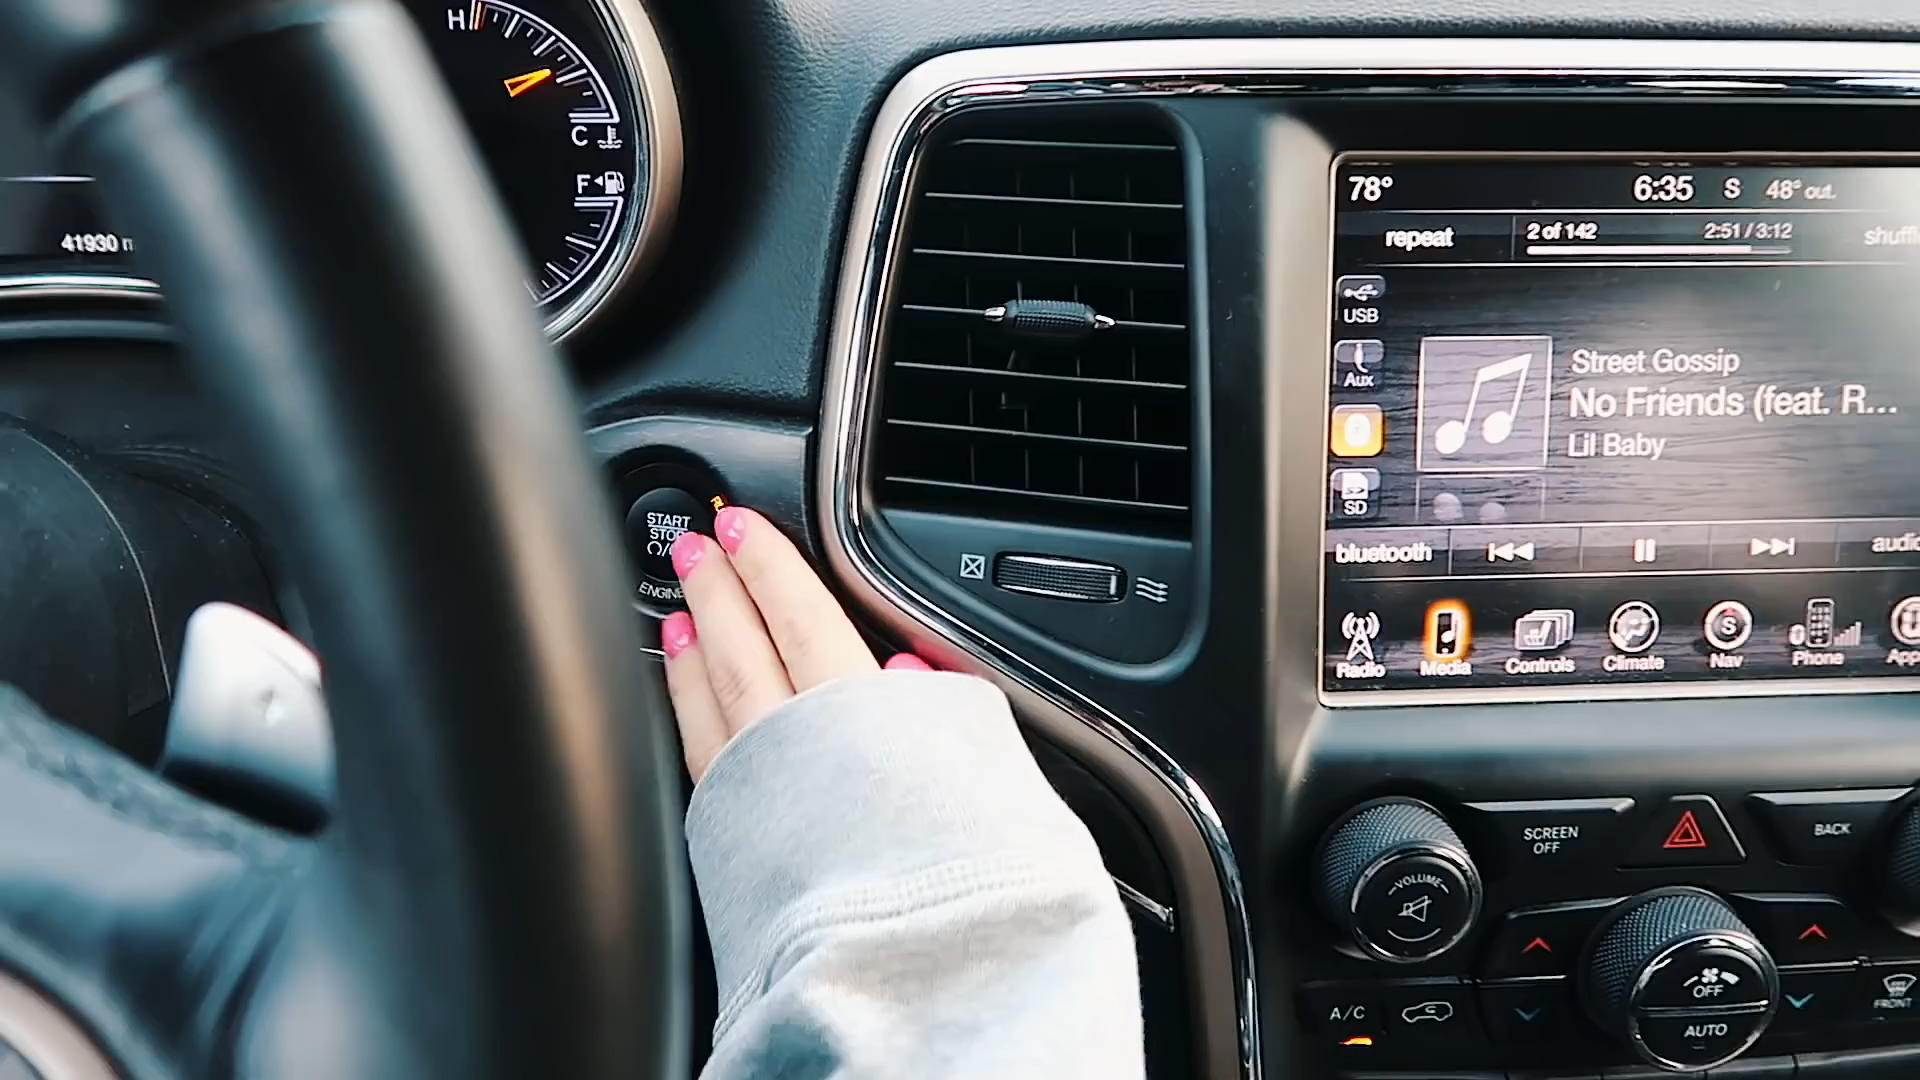 H
C
F
41930
START
STOP
ENGINE
78°
6:35
S
48° out.
repeat
2 of 142
2:51 / 3:12
USB
Aux
SD
Street Gossip
No Friends (feat. R...
Lil Baby
bluetooth
Radio
Media
Controls
Climate
S
Nav
Phone
SCREEN
OFF
BACK
VOLUME
OFF
AUTO
A/C
FRONT